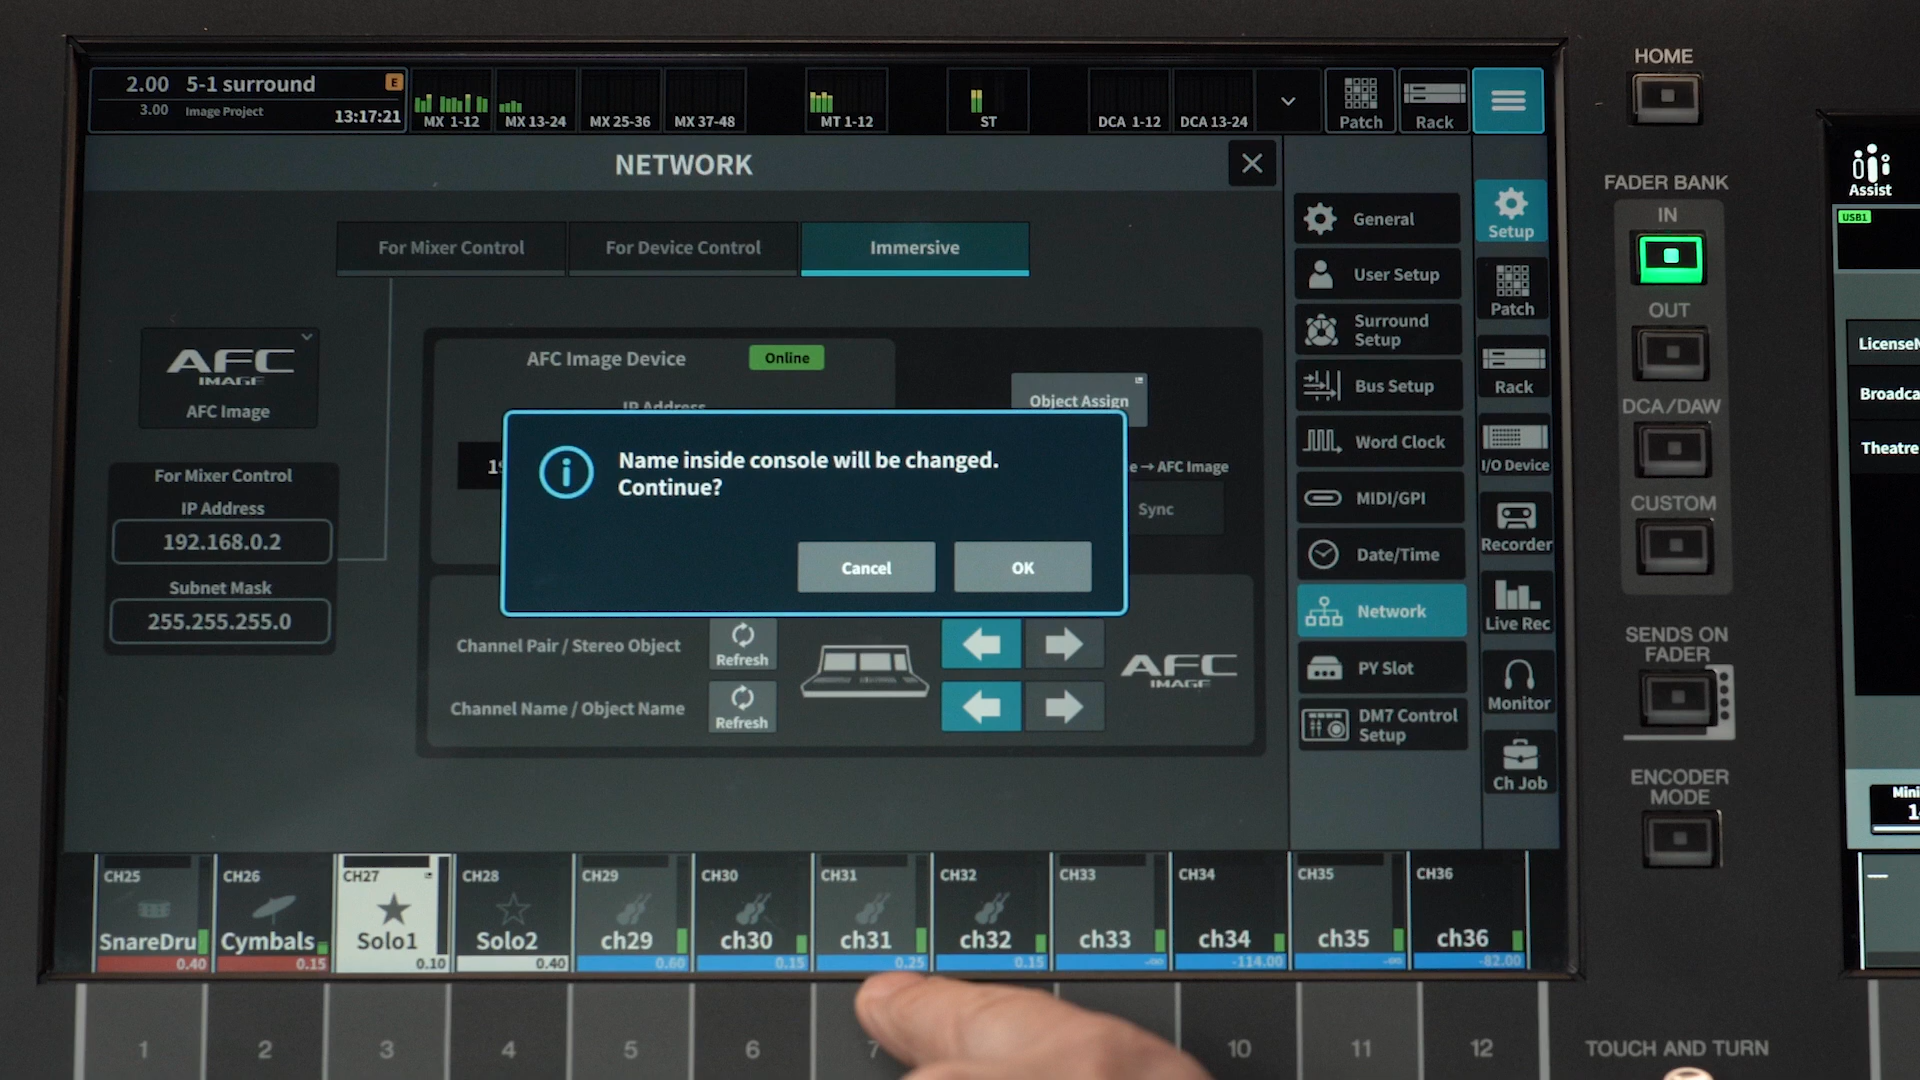 2.00 5-1 surround E
3.00 Image Project 13:17:21
MX 1-12
MX 13-24
MX 25-36
MX 37-48
MT 1-12
ST
DCA 1-12
DCA 13-24
Patch
Rack
NETWORK
For Mixer Control
For Device Control
Immersive
AFC
IMAGE
AFC Image
For Mixer Control
IP Address
192.168.0.2
Subnet Mask
255.255.255.0
AFC Image Device
Online
IP Address
Object Assign
→ AFC Image
Sync
Name inside console will be changed.
Continue?
Cancel
OK
Channel Pair / Stereo Object
Refresh
Channel Name / Object Name
Refresh
AFC
IMAGE
General
User Setup
Surround
Setup
Bus Setup
Word Clock
MIDI/GPI
Date/Time
Network
PY Slot
DM7 Control
Setup
Setup
Patch
Rack
I/O Device
Recorder
Live Rec
Monitor
Ch Job
CH25
SnareDru
0.40
CH26
Cymbals
0.15
CH27
Solo1
0.10
CH28
Solo2
0.40
CH29
ch29
0.60
CH30
ch30
0.15
CH31
ch31
0.25
CH32
ch32
0.15
CH33
ch33
-∞
CH34
ch34
-114.00
CH35
ch35
-∞
CH36
ch36
-82.00
1 2 3 4 5 6 7 10 11 12
HOME
FADER BANK
IN
OUT
DCA/DAW
CUSTOM
SENDS ON
FADER
ENCODER
MODE
TOUCH AND TURN
Assist
USB1
Broadca
Theatre